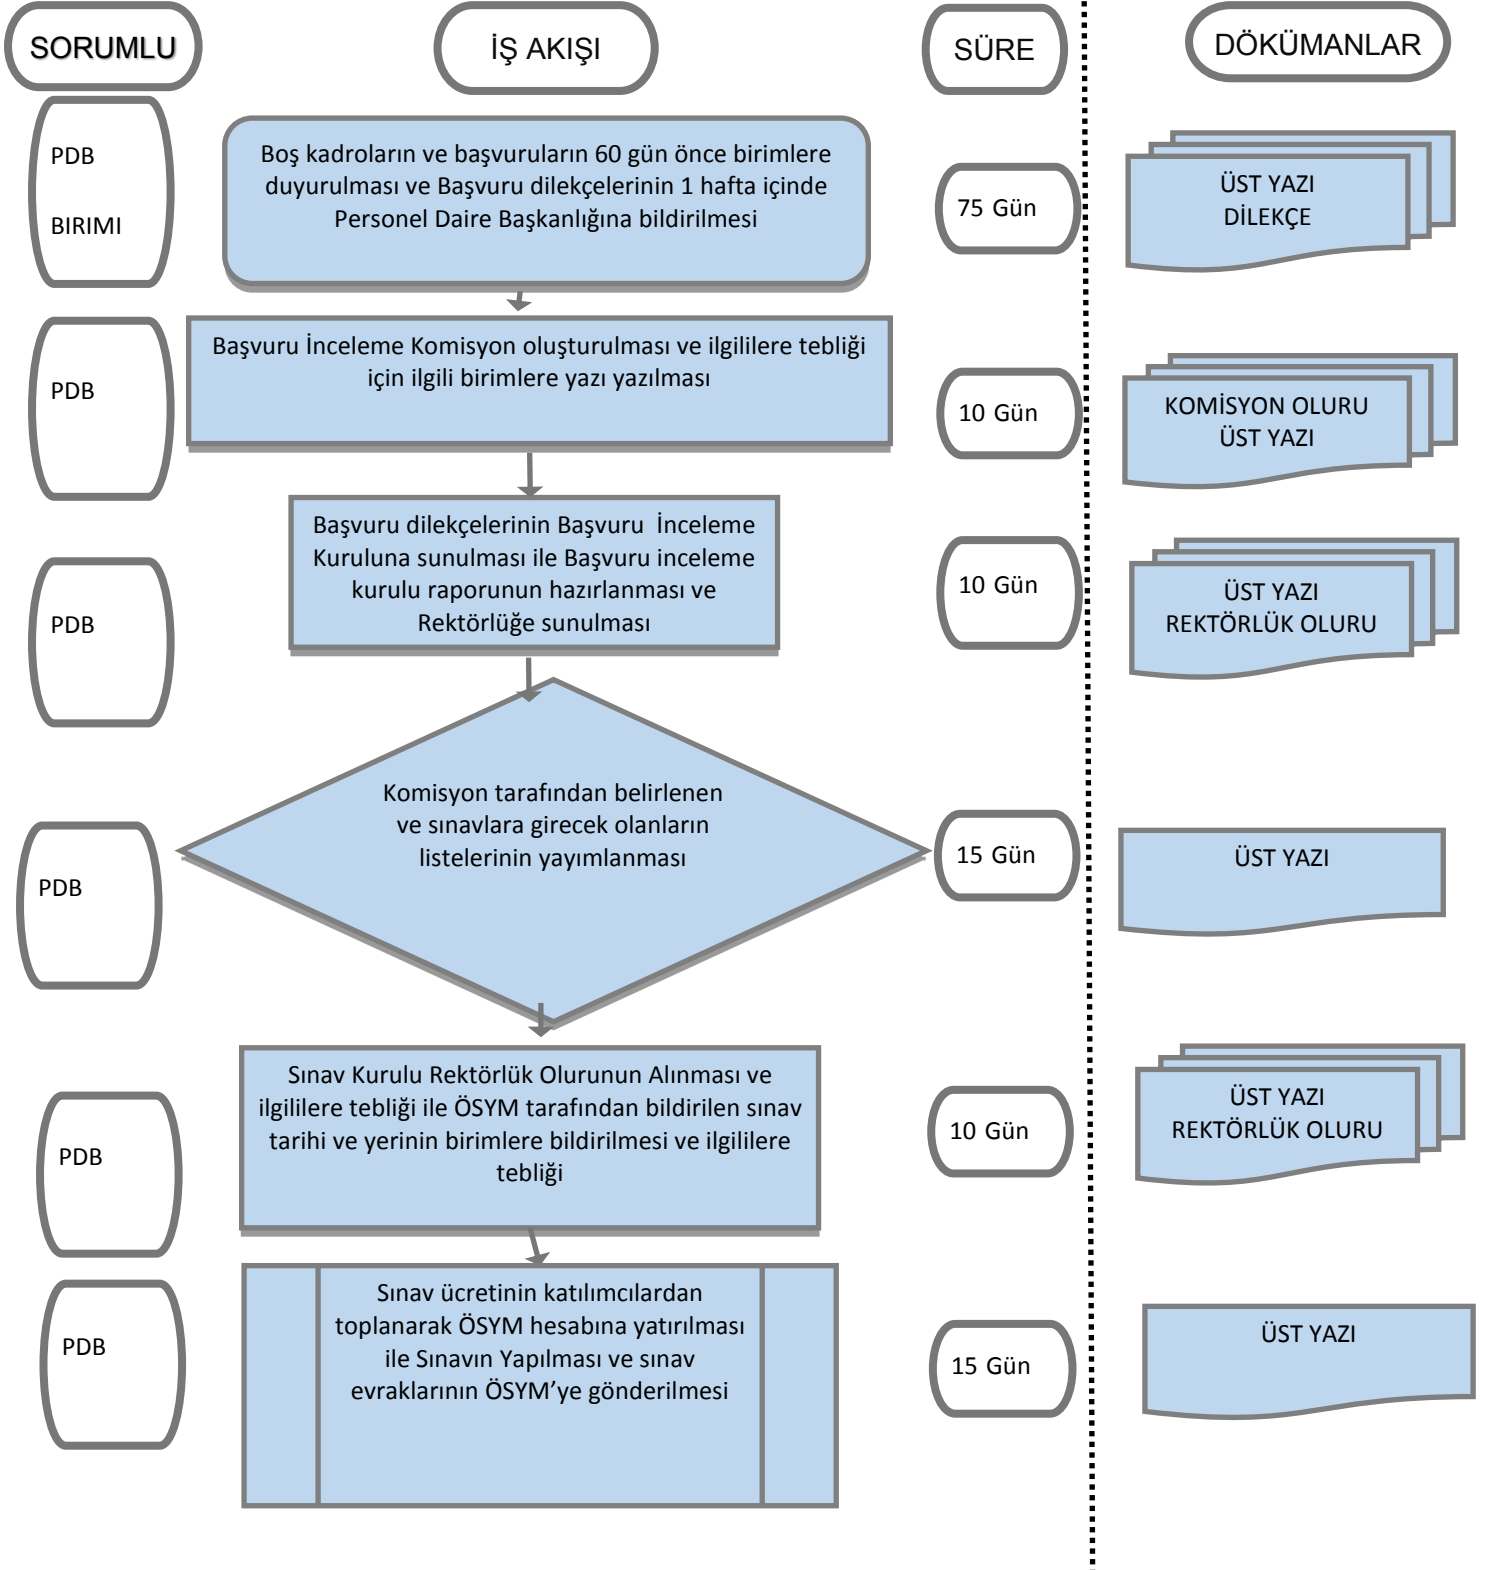 SORUMLU
İŞ AKIŞI
SÜRE
DÖKÜMANLAR
PDB
BIRIMI
Boş kadroların ve başvuruların 60 gün önce birimlere
duyurulması ve Başvuru dilekçelerinin 1 hafta içinde
Personel Daire Başkanlığına bildirilmesi
75 Gün
ÜST YAZI
DİLEKÇE
PDB
Başvuru İnceleme Komisyon oluşturulması ve ilgililere tebliği
için ilgili birimlere yazı yazılması
10 Gün
KOMİSYON OLURU
ÜST YAZI
PDB
Başvuru dilekçelerinin Başvuru İnceleme
Kuruluna sunulması ile Başvuru inceleme
kurulu raporunun hazırlanması ve
Rektörlüğe sunulması
10 Gün
ÜST YAZI
REKTÖRLÜK OLURU
PDB
Komisyon tarafından belirlenen
ve sınavlara girecek olanların
listelerinin yayımlanması
15 Gün
ÜST YAZI
PDB
Sınav Kurulu Rektörlük Olurunun Alınması ve
ilgililere tebliği ile ÖSYM tarafından bildirilen sınav
tarihi ve yerinin birimlere bildirilmesi ve ilgililere
tebliği
10 Gün
ÜST YAZI
REKTÖRLÜK OLURU
PDB
Sınav ücretinin katılımcılardan
toplanarak ÖSYM hesabına yatırılması
ile Sınavın Yapılması ve sınav
evraklarının ÖSYM’ye gönderilmesi
15 Gün
ÜST YAZI